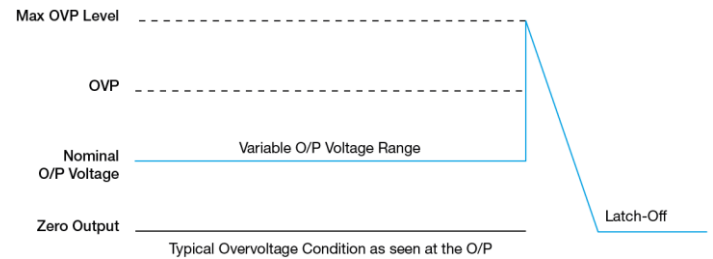 Max OVP Level
OVP
Variable O/P Voltage Range
Nominal
O/P Voltage
Latch-Off
Zero Output
Typical Overvoltage Condition as seen at the O/P